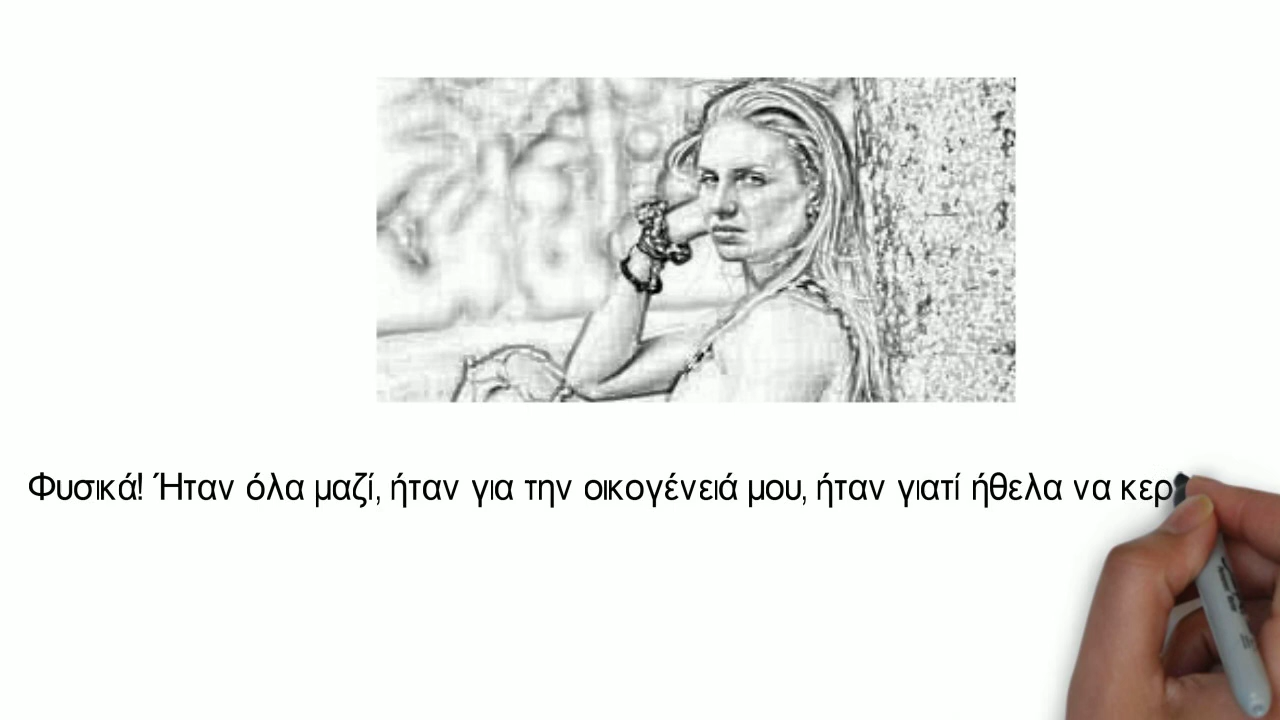 Φυσικά! Ήταν όλα μαζί, ήταν για την οικογένειά μου, ήταν γιατί ήθελα να κερ